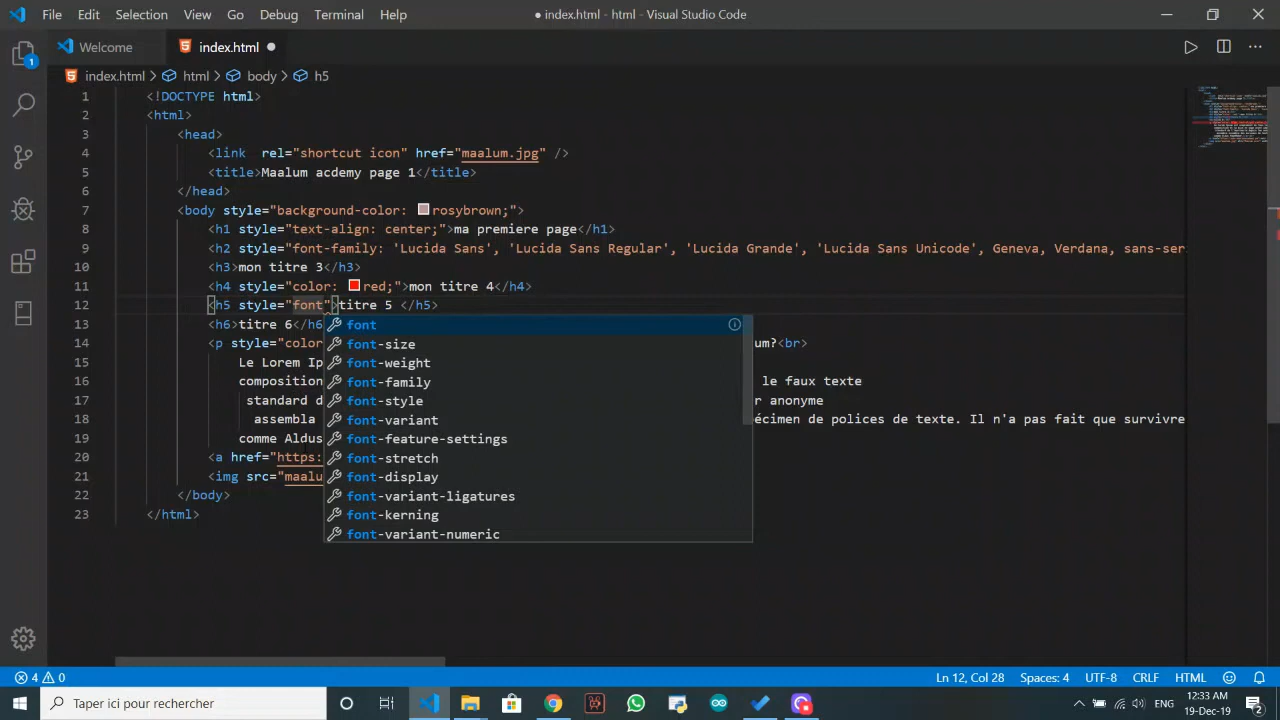 File Edit Selection View Go Debug Terminal Help ● index.html - html - Visual Studio Code
Welcome index.html ●
index.html > html > body > h5
1 <!DOCTYPE html>
2 <html>
3 <head>
4 <link rel="shortcut icon" href="maalum.jpg" />
5 <title>Maalum acdemy page 1</title>
6 </head>
7 <body style="background-color: rosybrown;">
8 <h1 style="text-align: center;">ma premiere page</h1>
9 <h2 style="font-family: 'Lucida Sans', 'Lucida Sans Regular', 'Lucida Grande', 'Lucida Sans Unicode', Geneva, Verdana, sans-ser
10 <h3>mon titre 3</h3>
11 <h4 style="color: red;">mon titre 4</h4>
12 <h5 style="font">titre 5 </h5>
13 <h6>titre 6</h6 font
14 <p style="color font-size um?<br>
15 Le Lorem Ip font-weight
16 composition font-family le faux texte
17 standard d font-style r anonyme
18 assembla font-variant écimen de polices de texte. Il n'a pas fait que survivre
19 comme Aldus font-feature-settings
20 <a href="https: font-stretch
21 <img src="maalu font-display
22 </body> font-variant-ligatures
23 </html> font-kerning
font-variant-numeric
4 0 Ln 12, Col 28 Spaces: 4 UTF-8 CRLF HTML
Taper ici pour rechercher ENG 12:33 AM
19-Dec-19 2
1